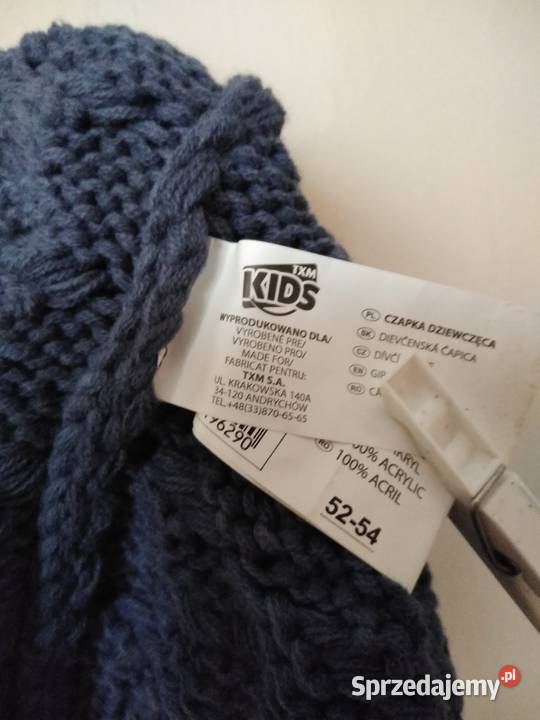 TXM
KIDS
WYPRODUKOWANO DLA/
VYROBENÉ PRE/
VYROBENO PRO/
MADE FOR/
FABRICAT PENTRU:
TXM S.A.
UL. KRAKOWSKA 140A
34-120 ANDRYCHÓW
TEL.+48(33)870-65-65
PL CZAPKA DZIEWCZĘCA
SK DIEVČENSKÁ ČAPICA
CZ
EN
RO
196290
100% ACRYLIC
RO 100% ACRIL
52-54
Sprzedajemy.pl